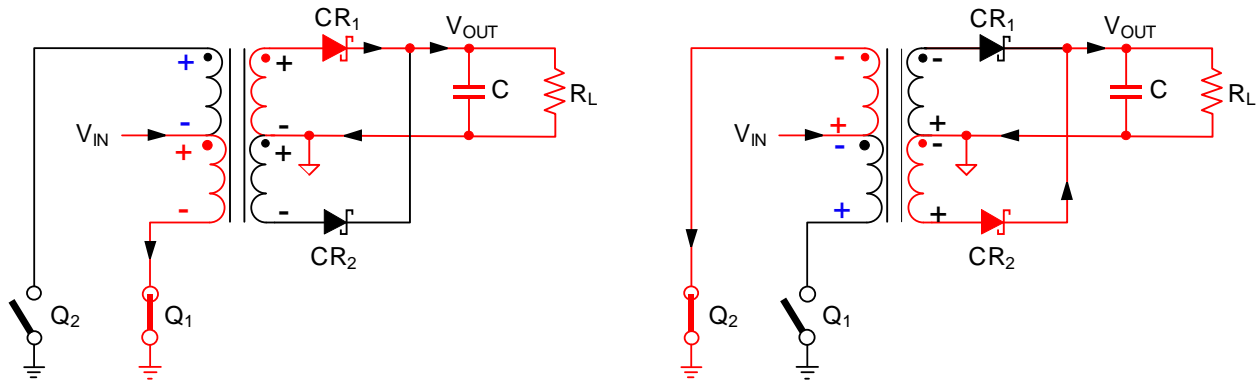 CR1
VOUT
+
+
C
RL
-
-
VIN
+
+
-
-
CR2
Q2
Q1
CR1
VOUT
-
-
C
RL
+
+
VIN
-
-
+
+
CR2
Q2
Q1